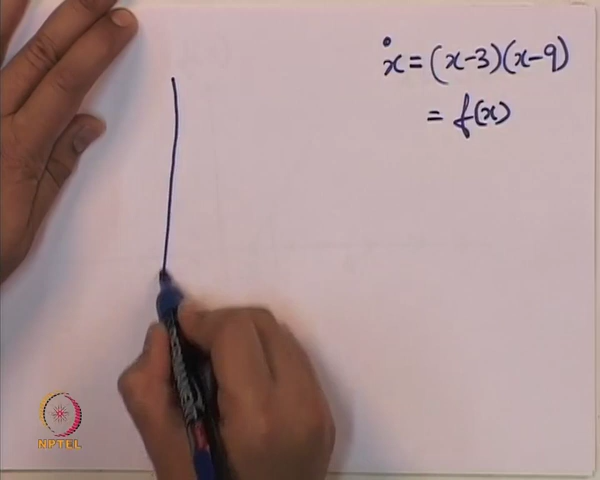 ẋ = (x-3)(x-9)
= f(x)
NPTEL